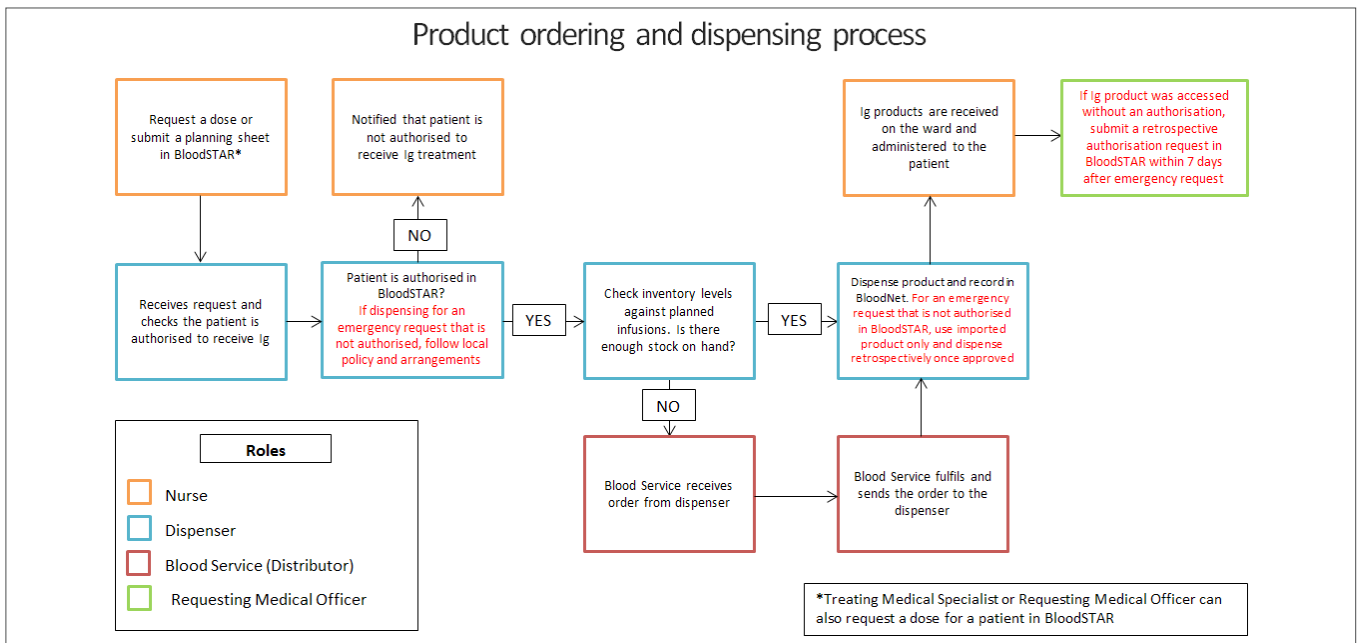 Product ordering and dispensing process
Request a dose or
submit a planning sheet
in BloodSTAR*
Notified that patient is
not authorised to
receive Ig treatment
Ig products are received
on the ward and
administered to the
patient
If Ig product was accessed
without an authorisation,
submit a retrospective
authorisation request in
BloodSTAR within 7 days
after emergency request
NO
Receives request and
checks the patient is
authorised to receive Ig
Patient is authorised in
BloodSTAR?
If dispensing for an
emergency request that is
not authorised, follow local
policy and arrangements
YES
Check inventory levels
against planned
infusions. Is there
enough stock on hand?
YES
Dispense product and record in
BloodNet. For an emergency
request that is not authorised
in BloodSTAR, use imported
product only and dispense
retrospectively once approved
NO
Blood Service receives
order from dispenser
Blood Service fulfils and
sends the order to the
dispenser
Roles
Nurse
Dispenser
Blood Service (Distributor)
Requesting Medical Officer
*Treating Medical Specialist or Requesting Medical Officer can
also request a dose for a patient in BloodSTAR